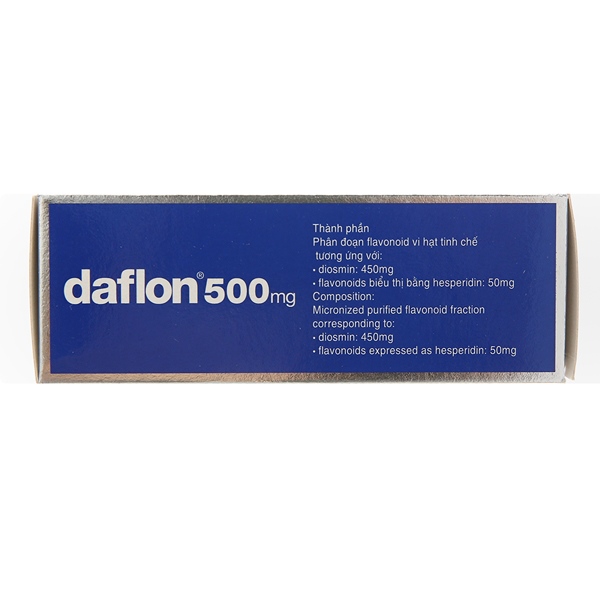 daflon® 500mg
Thành phần
Phân đoạn flavonoid vi hạt tinh chế
tương ứng với:
• diosmin: 450mg
• flavonoids biểu thị bằng hesperidin: 50mg
Composition:
Micronized purified flavonoid fraction
corresponding to:
• diosmin: 450mg
• flavonoids expressed as hesperidin: 50mg